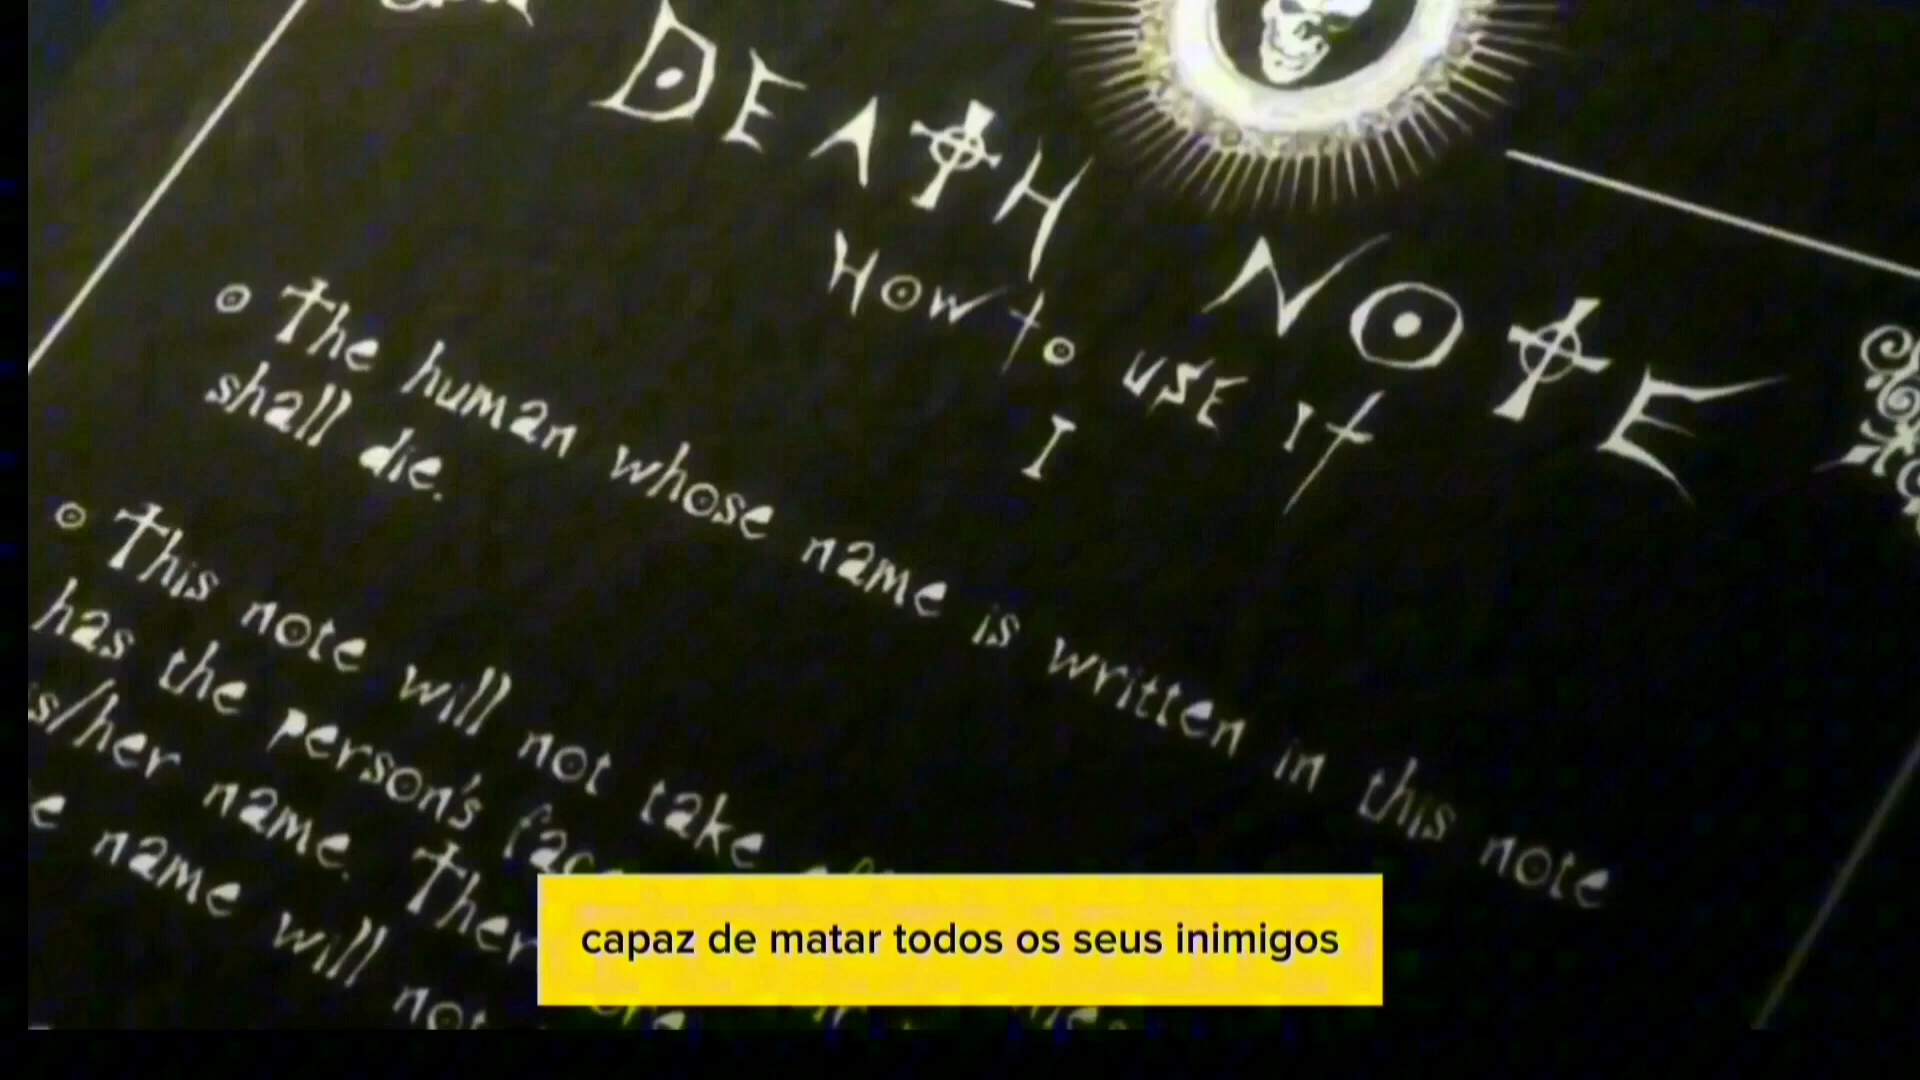 DEATH NOTE
How to use it
I
The human whose name is written in this note
shall die.
This note will not take
has the person's
s/her name.
e name will not
capaz de matar todos os seus inimigos